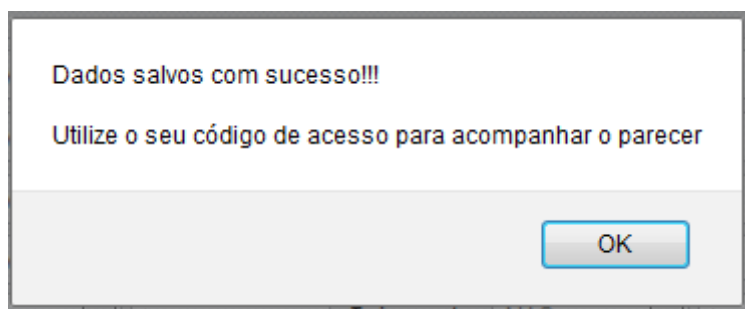 Dados salvos com sucesso!!!
Utilize o seu código de acesso para acompanhar o parecer
OK